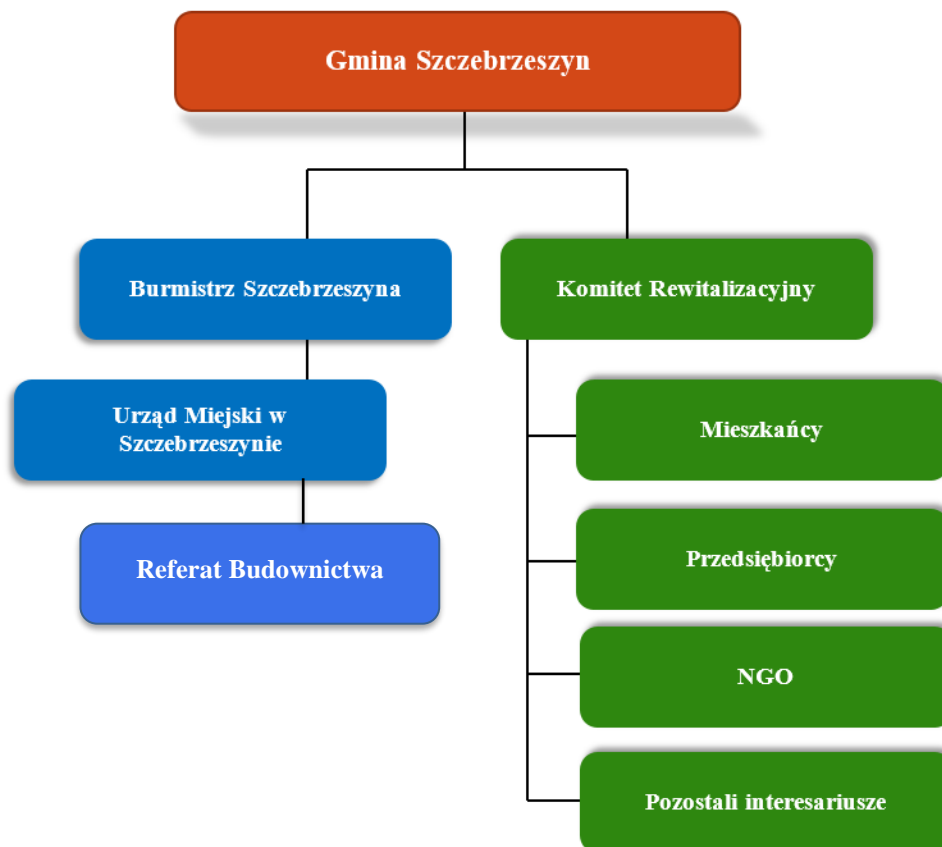 Gmina Szczebrzeszyn
Burmistrz Szczebrzeszyna
Komitet Rewitalizacyjny
Urząd Miejski w
Szczebrzeszynie
Mieszkańcy
Referat Budownictwa
Przedsiębiorcy
NGO
Pozostali interesariusze